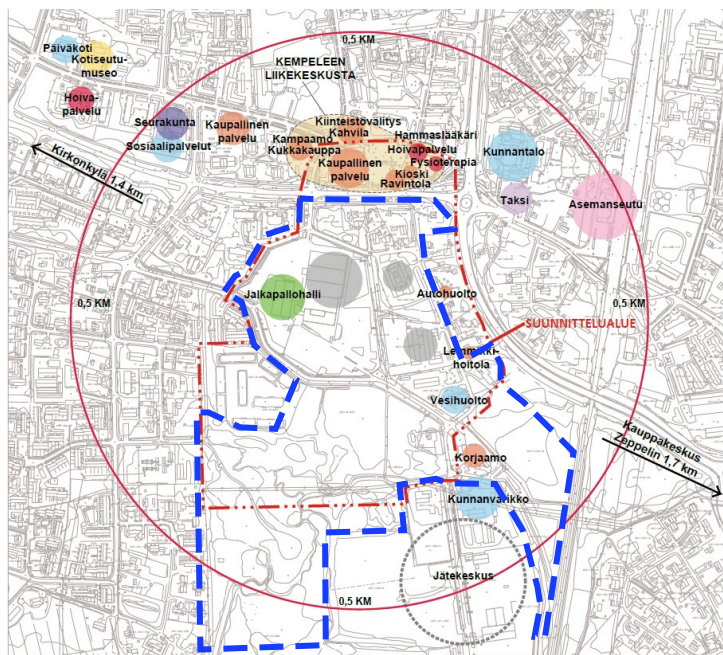 0,5 KM
Päiväkoti
Kotiseutu-
museo
KEMPELEEN
LIIKEKESKUSTA
Hoiva-
palvelu
Seurakunta
Sosiaalipalvelut
Kaupallinen
palvelu
Kiinteistövälitys
Kahvila
Kampaamo
Kukkakauppa
Kaupallinen
palvelu
Hammaslääkäri
Hoivapalvelu
Fysioterapia
Kioski
Ravintola
Kunnantalo
Taksi
Asemanseutu
Kirkonkylä 1,4 km
Jalkapallohalli
Autohuolto
0,5 KM
0,5 KM
SUUNNITTELUALUE
Lemmikki-
hoitola
Vesihuolto
Kauppakeskus
Zeppelin 1,7 km
Korjaamo
Kunnanvarikko
Jätekeskus
0,5 KM